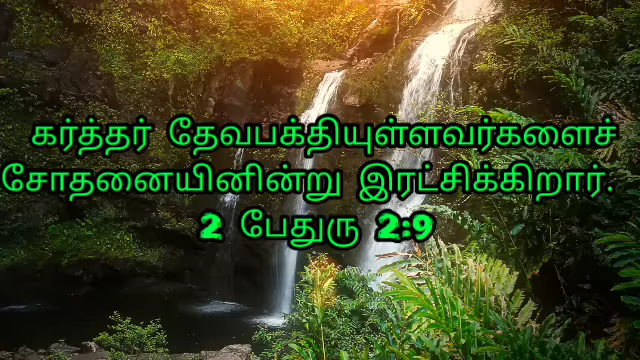 கர்த்தர் தேவபக்தியுள்ளவர்களைச்
சோதனையினின்று இரட்சிக்கிறார்.
2 பேதுரு 2:9